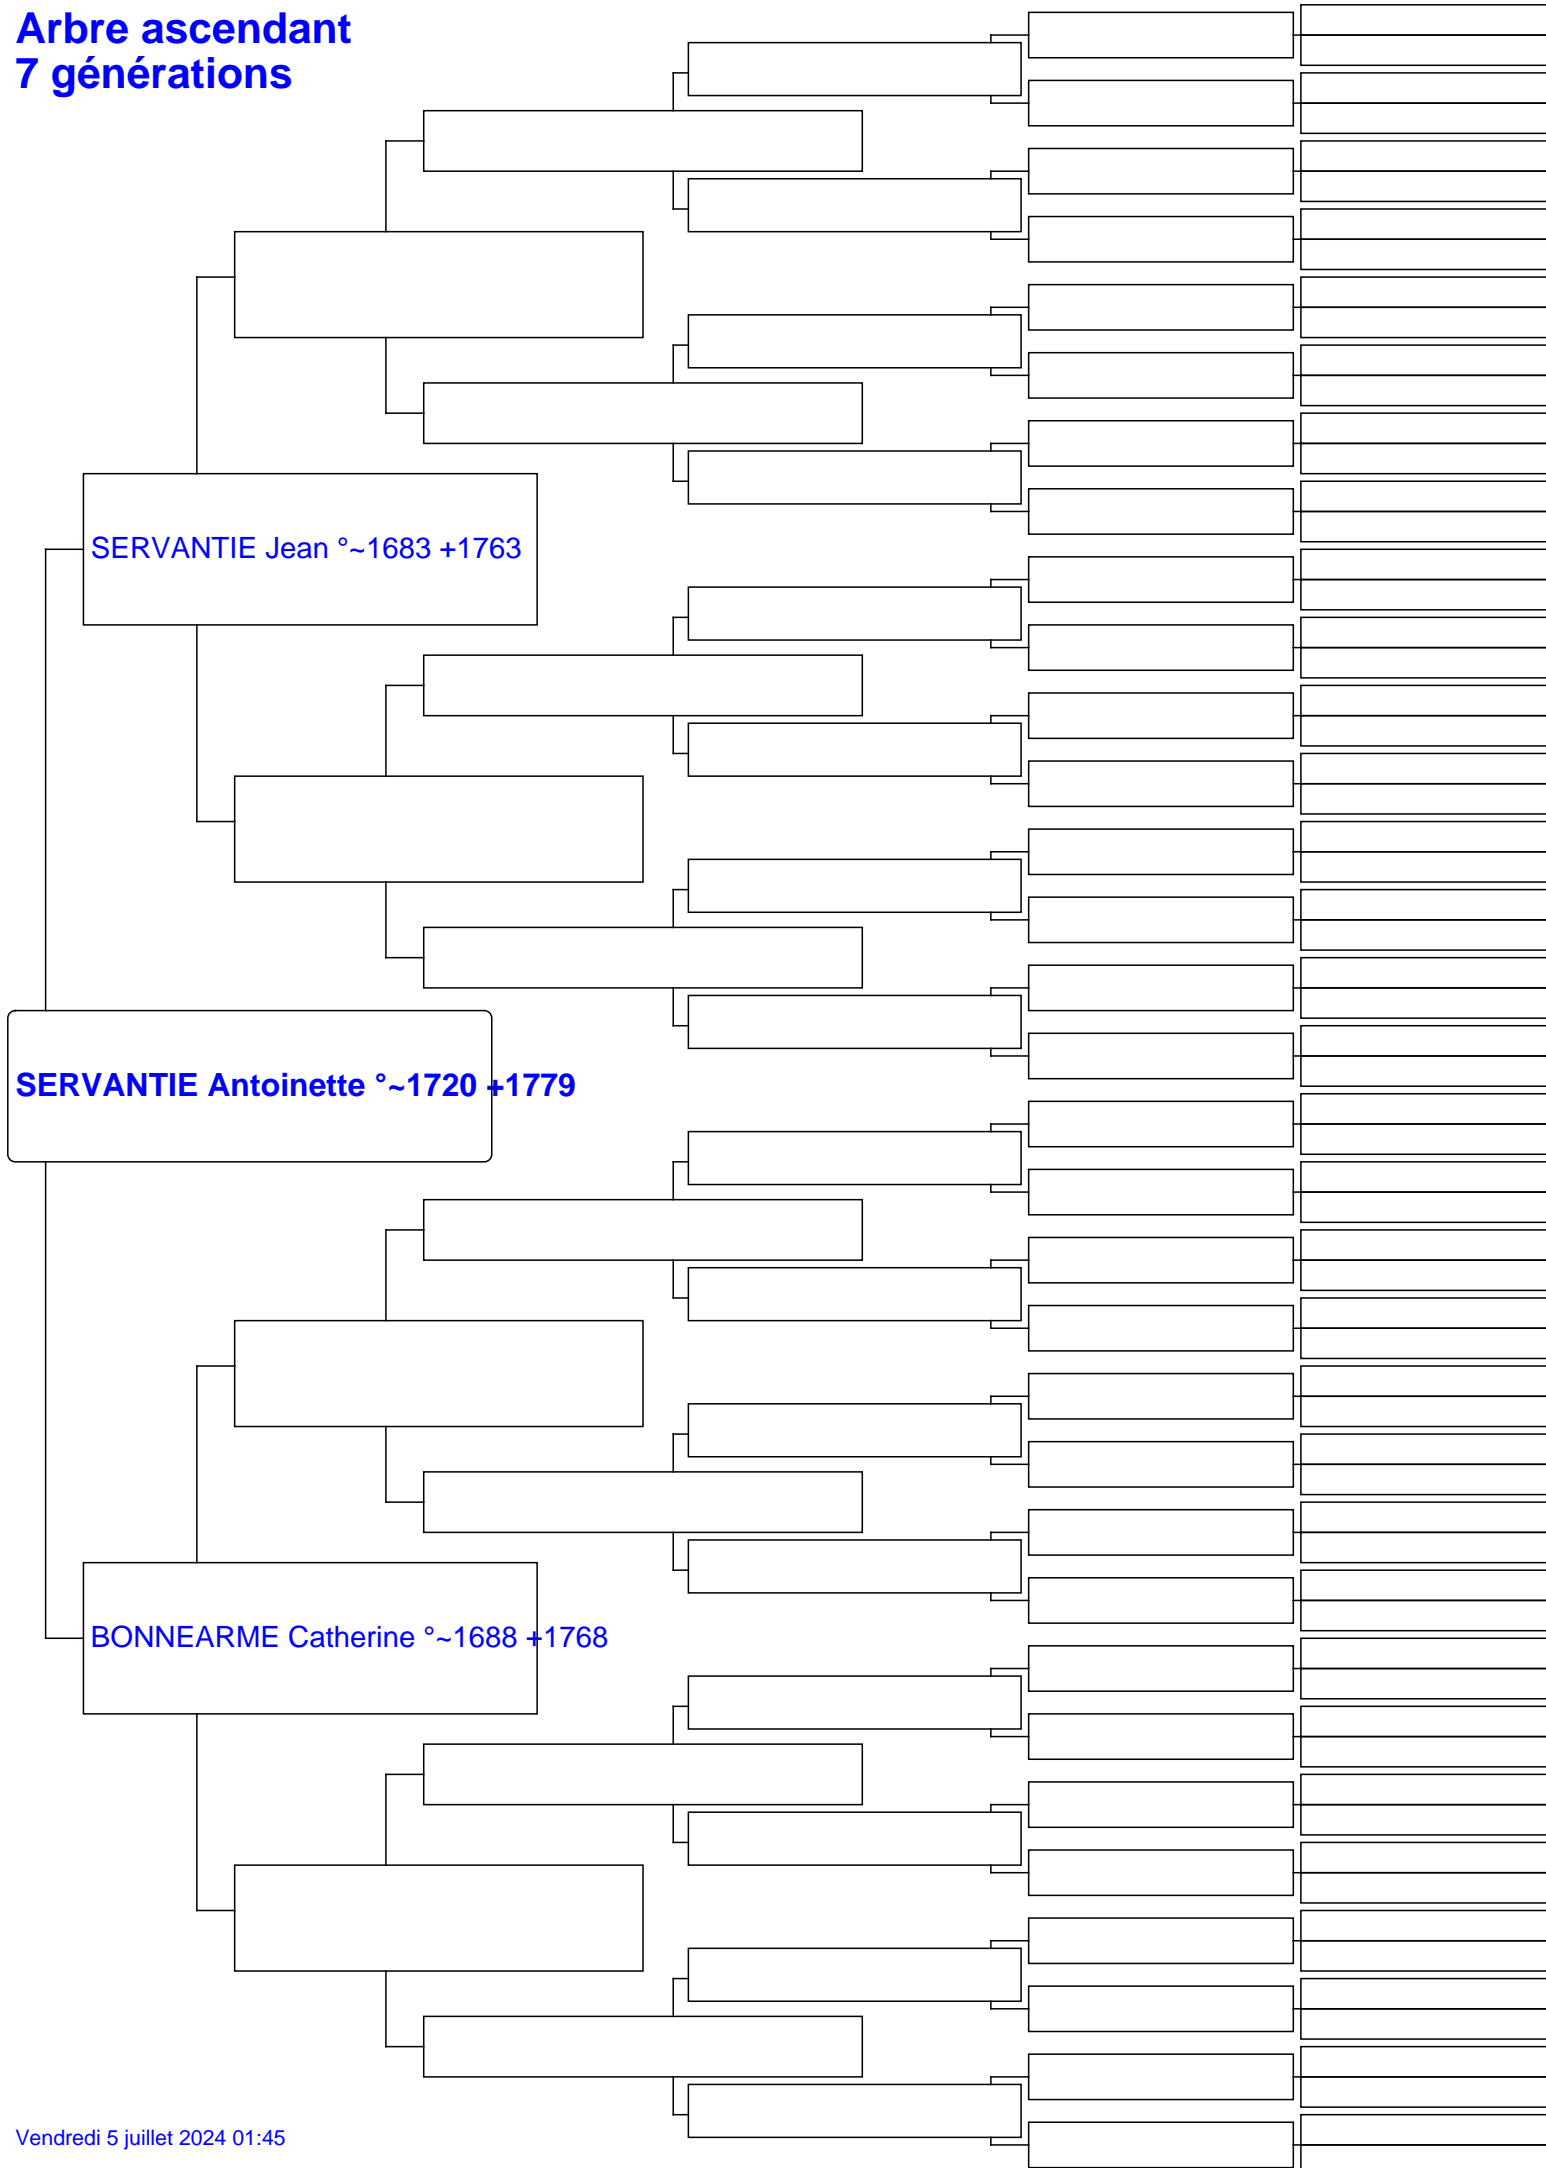 Arbre ascendant
7 générations
SERVANTIE Jean °~1683 +1763
SERVANTIE Antoinette °~1720 +1779
BONNEARME Catherine °~1688 +1768
Vendredi 5 juillet 2024 01:45